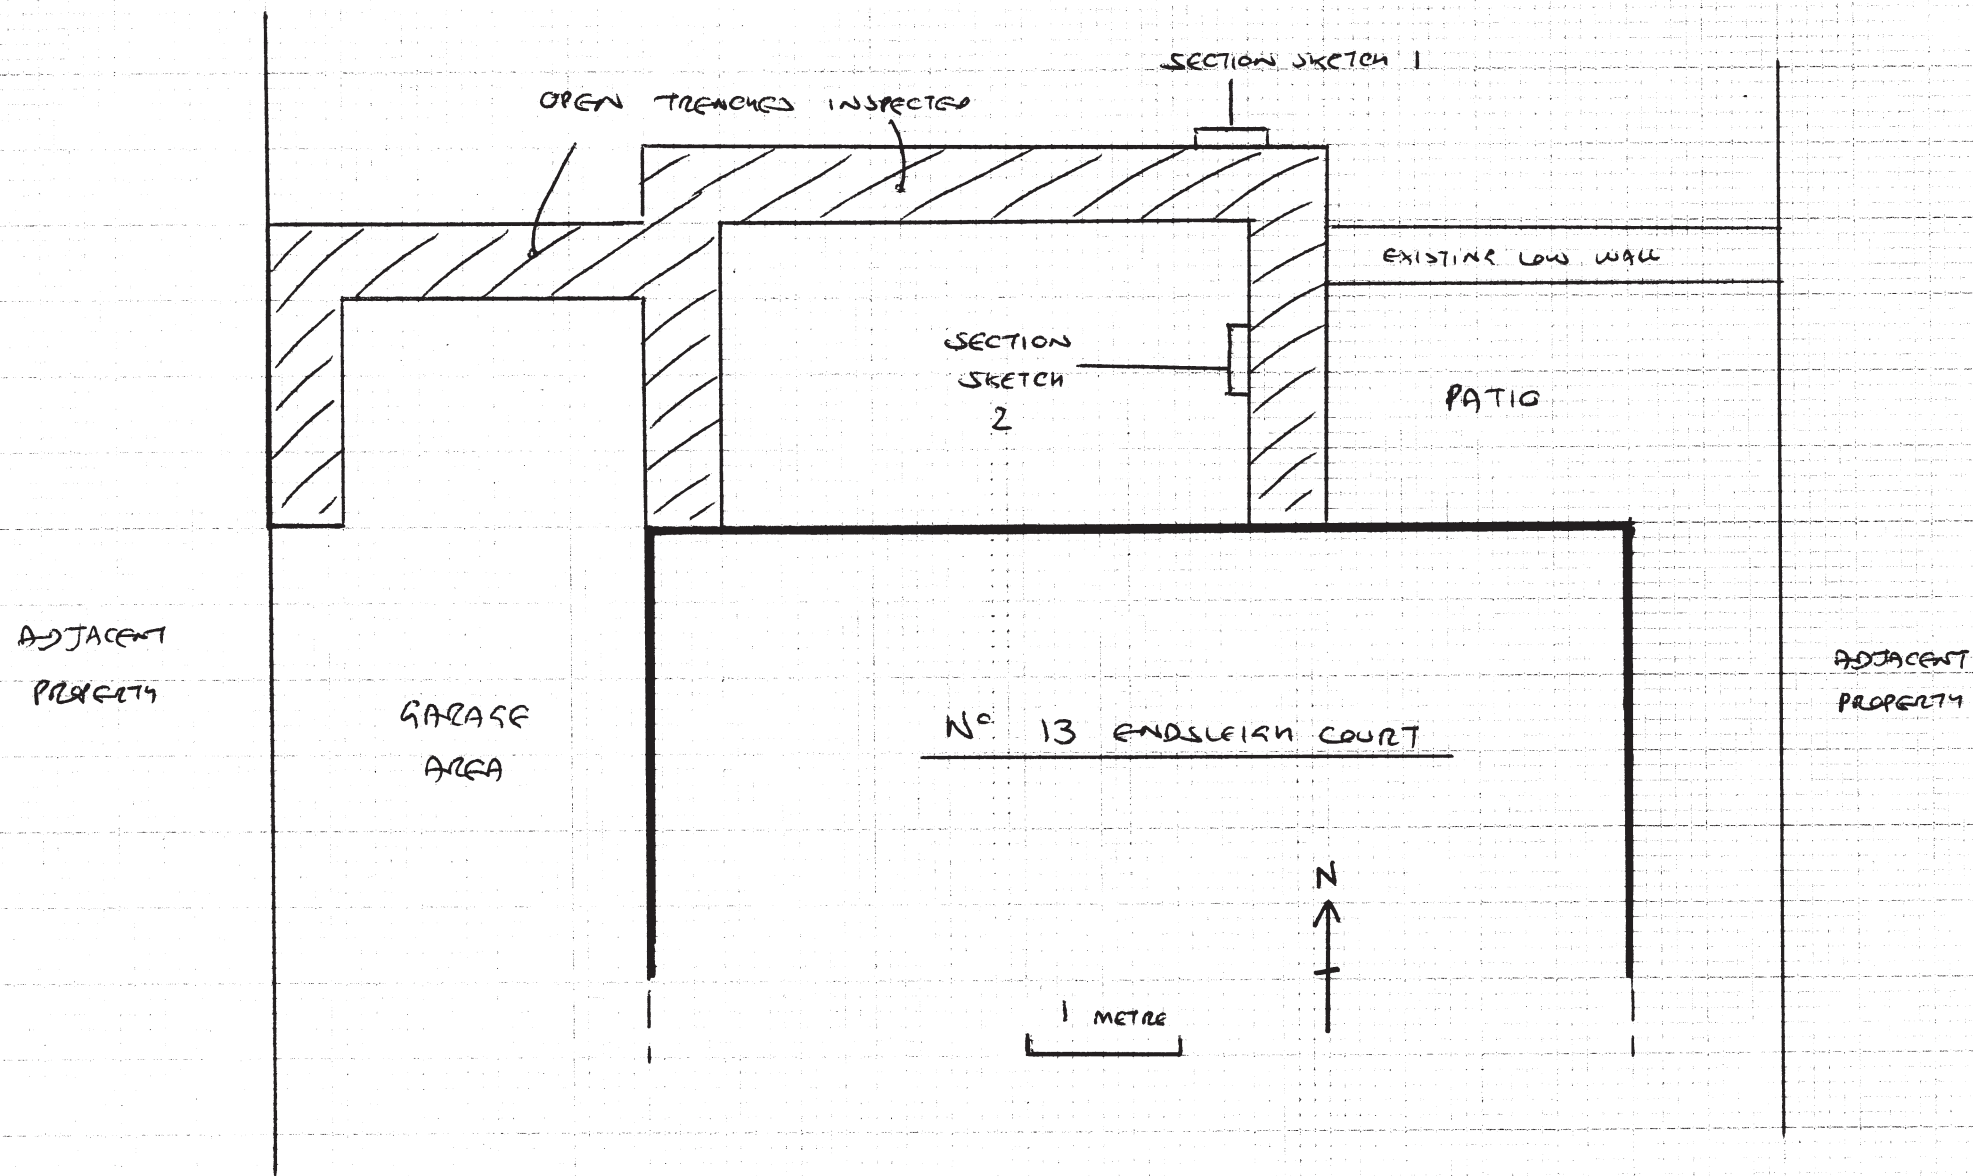 SECTION SKETCH 1
OPEN TRENCHES INSPECTED
EXISTING LOW WALL
SECTION
SKETCH
2
PATIO
ADJACENT
PROPERTY
ADJACENT
PROPERTY
GARAGE
AREA
No 13 ENDSLEIGH COURT
N
1 METRE